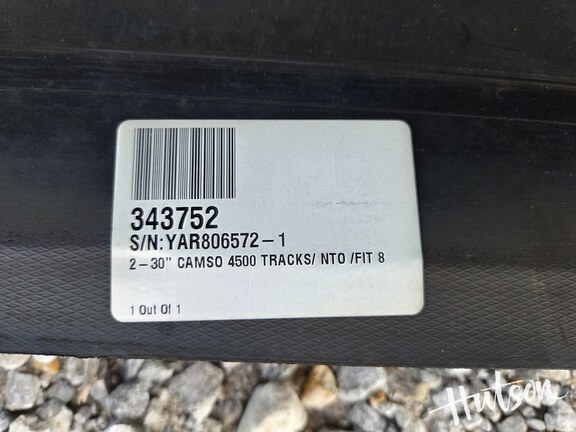 343752
S/N:YAR806572-1
2-30" CAMSO 4500 TRACKS/ NTO /FIT 8
1 Out Of 1
Hutson